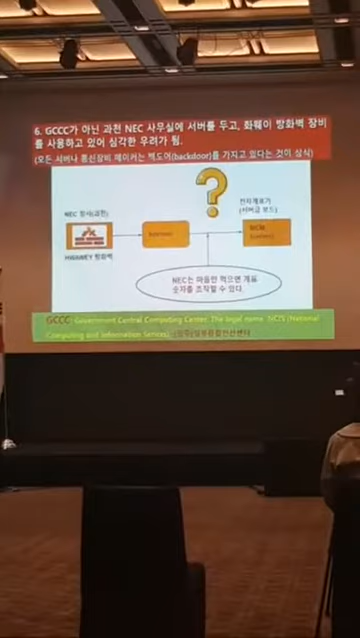 6. GCCC가 아닌 과천 NEC 사무실에 서버를 두고, 화웨이 방화벽 장비
를 사용하고 있어 심각한 우려가 됨.
(모든 서버나 통신장비 메이커는 백도어(backdoor)를 가지고 있다는 것이 상식)
NEC 청사(과천)
전자개표기
HUAWEY 방화벽
NEC는 마음만 먹으면 개표
숫자를 조작할 수 있다
GCCC: Government Central Computing Center. The legal name: NCIS (National
Computing and Information Service)